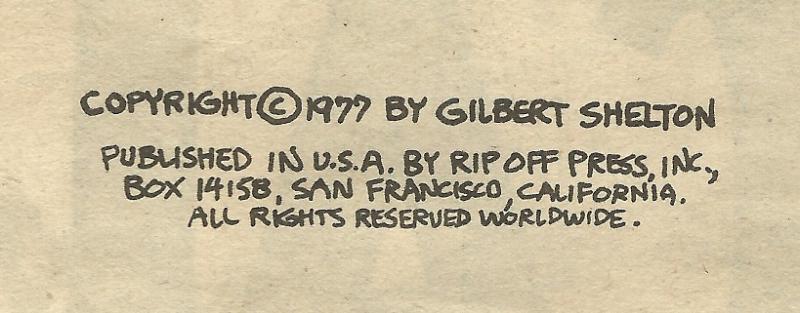 COPYRIGHT © 1977 BY GILBERT SHELTON
PUBLISHED IN U.S.A. BY RIP OFF PRESS, INC.,
BOX 14158, SAN FRANCISCO, CALIFORNIA.
ALL RIGHTS RESERVED WORLDWIDE.